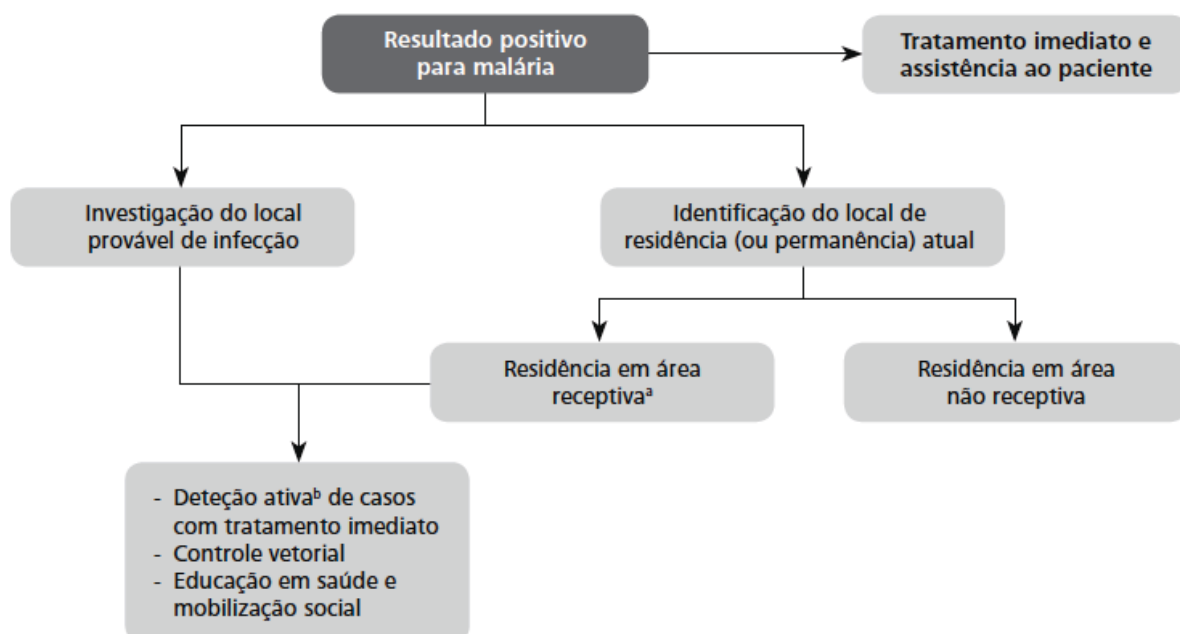 Resultado positivo
para malária
Tratamento imediato e
assistência ao paciente
Investigação do local
provável de infecção
Identificação do local de
residência (ou permanência) atual
Residência em área
receptivaᵃ
Residência em área
não receptiva
- Deteção ativaᵇ de casos
com tratamento imediato
- Controle vetorial
- Educação em saúde e
mobilização social